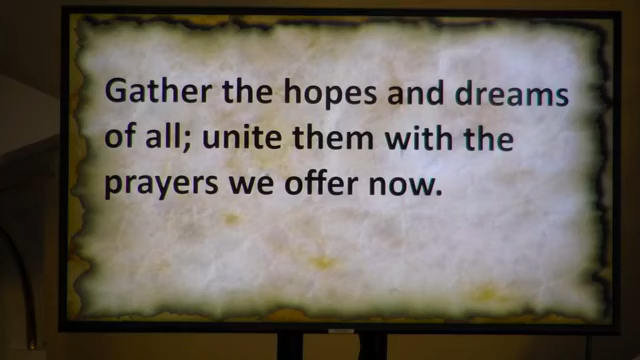 Gather the hopes and dreams
of all; unite them with the
prayers we offer now.